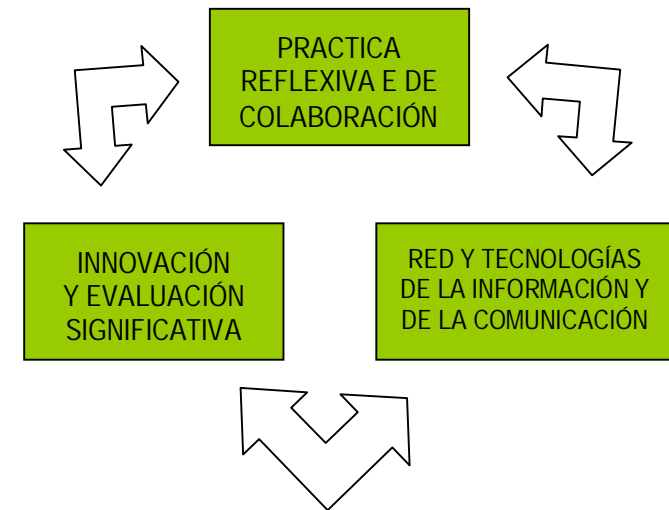 PRACTICA
REFLEXIVA E DE
COLABORACIÓN
INNOVACIÓN
Y EVALUACIÓN
SIGNIFICATIVA
RED Y TECNOLOGÍAS
DE LA INFORMACIÓN Y
DE LA COMUNICACIÓN